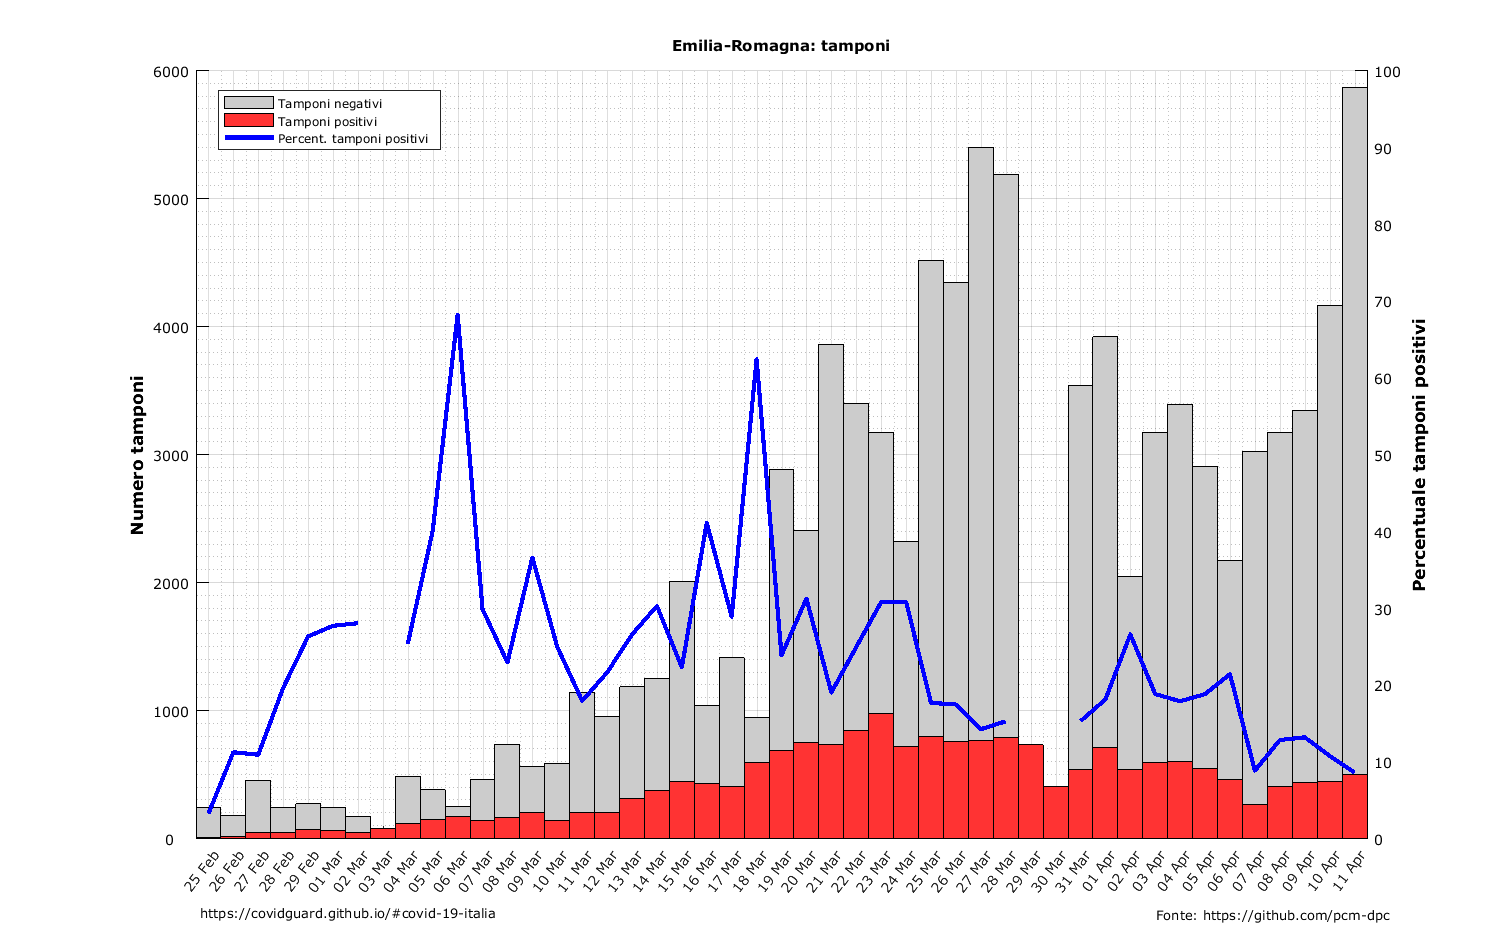 Emilia-Romagna: tamponi
Tamponi negativi
Tamponi positivi
Percent. tamponi positivi
Numero tamponi
6000
5000
4000
3000
2000
1000
0
Percentuale tamponi positivi
100
90
80
70
60
50
40
30
20
10
0
25 Feb
26 Feb
27 Feb
28 Feb
29 Feb
01 Mar
02 Mar
03 Mar
04 Mar
05 Mar
06 Mar
07 Mar
08 Mar
09 Mar
10 Mar
11 Mar
12 Mar
13 Mar
14 Mar
15 Mar
16 Mar
17 Mar
18 Mar
19 Mar
20 Mar
21 Mar
22 Mar
23 Mar
24 Mar
25 Mar
26 Mar
27 Mar
28 Mar
29 Mar
30 Mar
31 Mar
01 Apr
02 Apr
03 Apr
04 Apr
05 Apr
06 Apr
07 Apr
08 Apr
09 Apr
10 Apr
11 Apr
https://covidguard.github.io/#covid-19-italia
Fonte: https://github.com/pcm-dpc